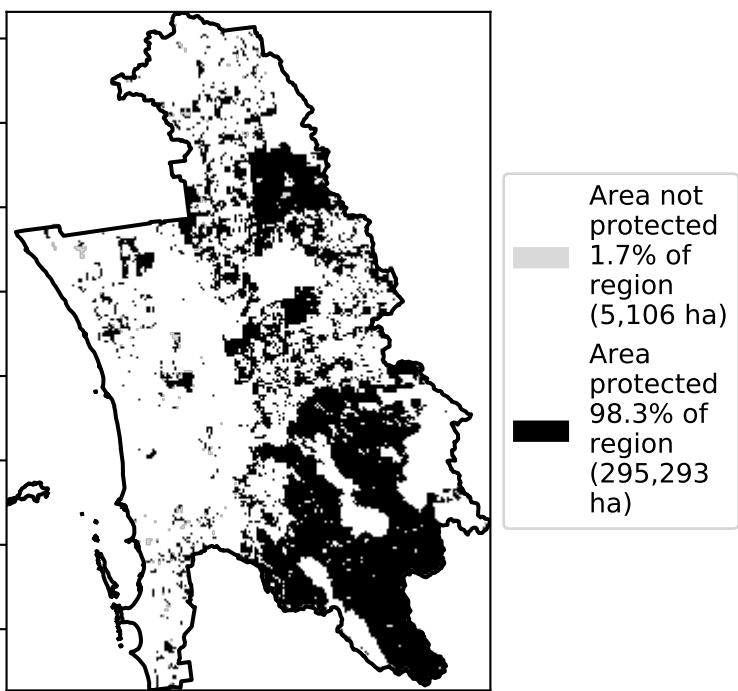 Area not
protected
1.7% of
region
(5,106 ha)
Area
protected
98.3% of
region
(295,293
ha)